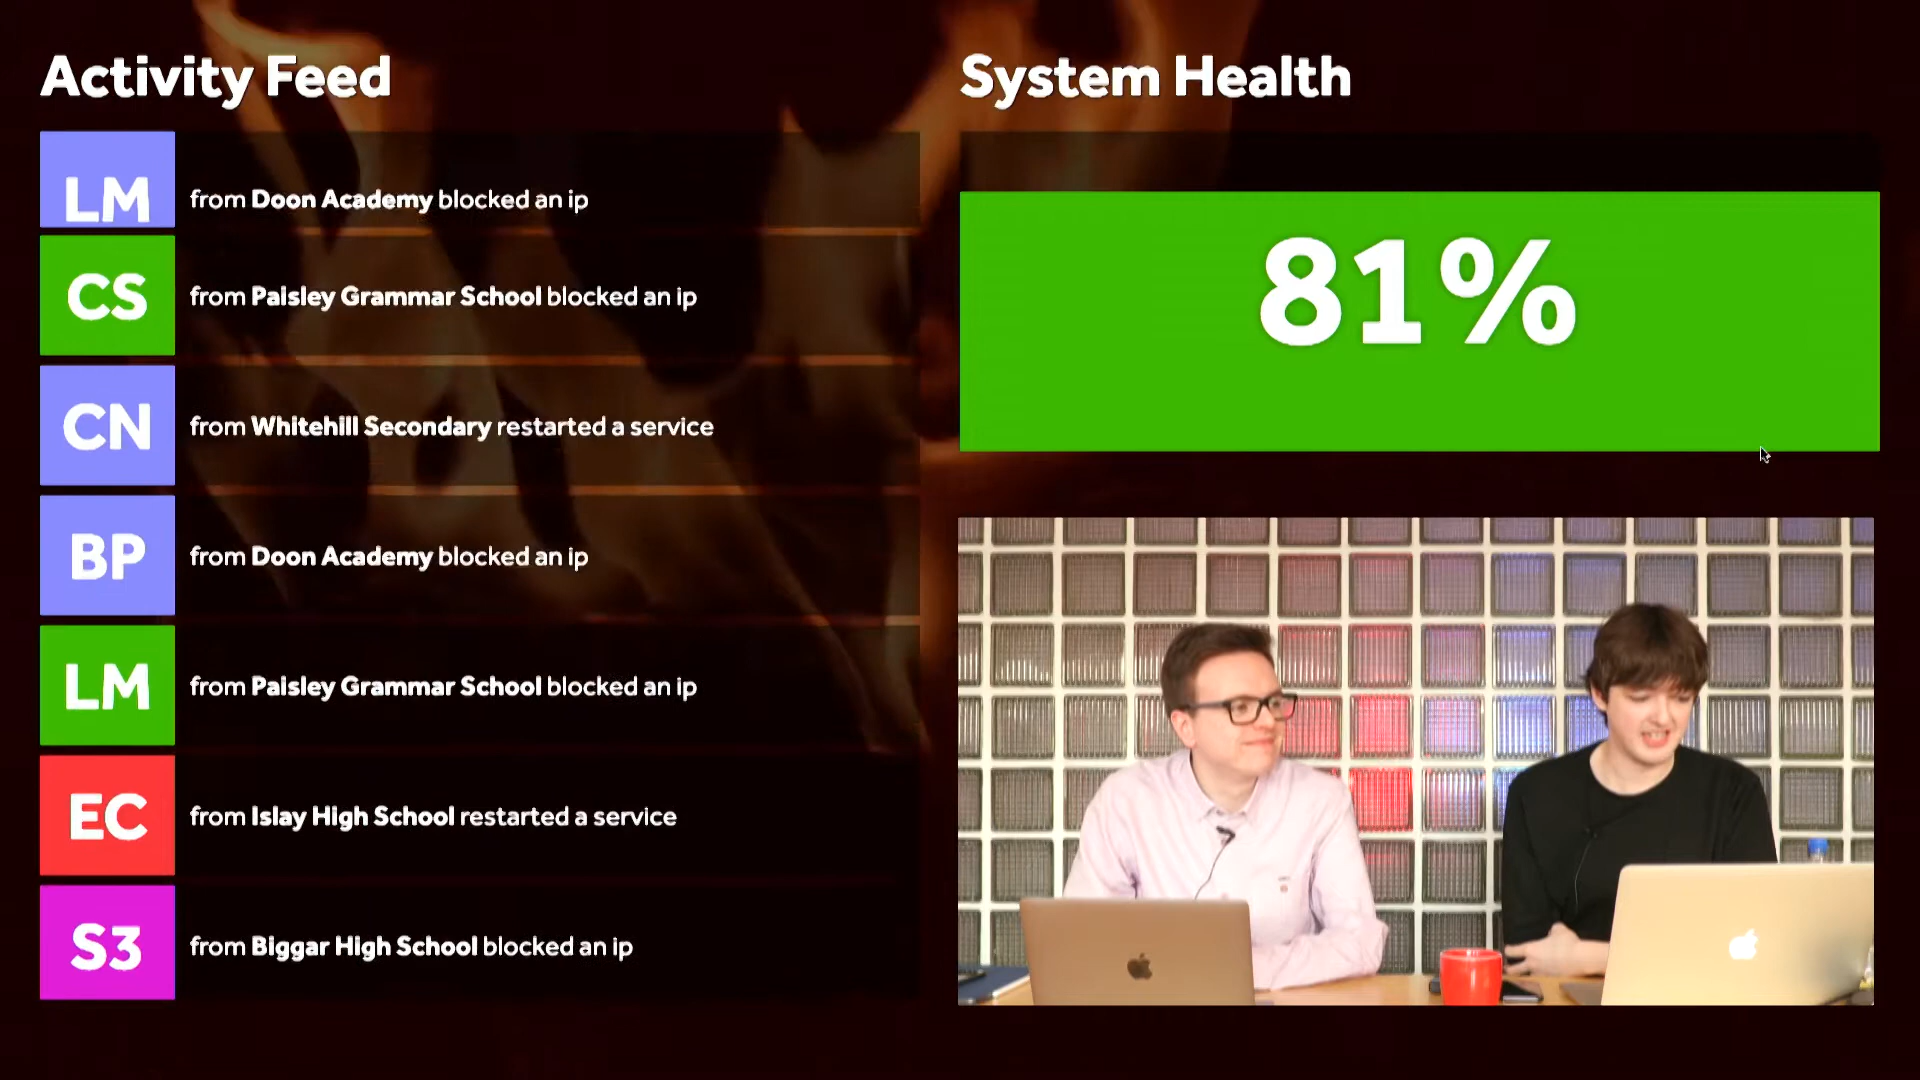 Activity Feed
LM
from Doon Academy blocked an ip
CS
from Paisley Grammar School blocked an ip
CN
from Whitehill Secondary restarted a service
BP
from Doon Academy blocked an ip
LM
from Paisley Grammar School blocked an ip
EC
from Islay High School restarted a service
S3
from Biggar High School blocked an ip
System Health
81%